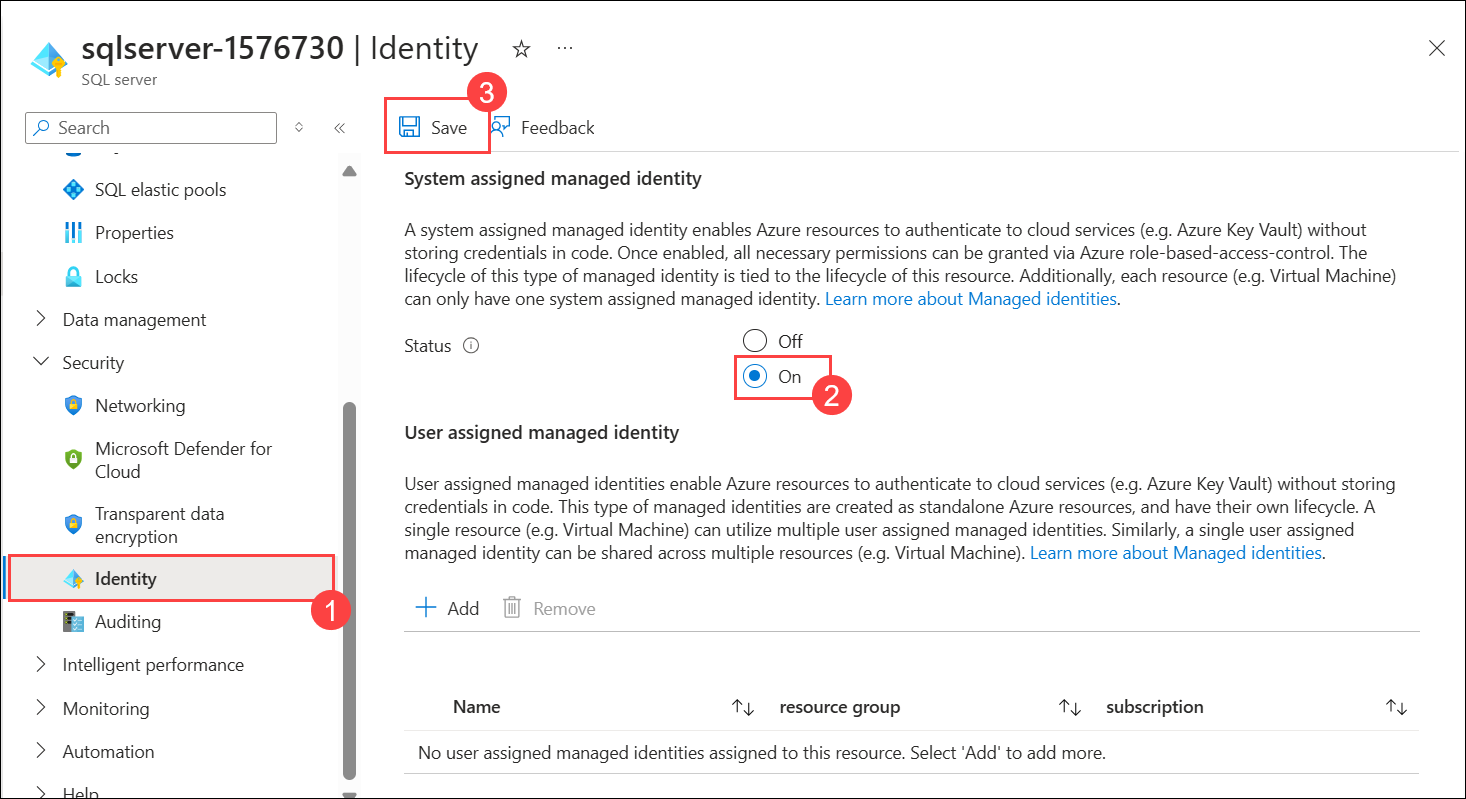 sqlserver-1576730 | Identity
SQL server
Search
3
Save
Feedback
SQL elastic pools
Properties
Locks
Data management
Security
Networking
Microsoft Defender for
Cloud
Transparent data
encryption
Identity
1
Auditing
Intelligent performance
Monitoring
Automation
Help
System assigned managed identity
A system assigned managed identity enables Azure resources to authenticate to cloud services (e.g. Azure Key Vault) without
storing credentials in code. Once enabled, all necessary permissions can be granted via Azure role-based-access-control. The
lifecycle of this type of managed identity is tied to the lifecycle of this resource. Additionally, each resource (e.g. Virtual Machine)
can only have one system assigned managed identity. Learn more about Managed identities.
Status
Off
On
2
User assigned managed identity
User assigned managed identities enable Azure resources to authenticate to cloud services (e.g. Azure Key Vault) without storing
credentials in code. This type of managed identities are created as standalone Azure resources, and have their own lifecycle. A
single resource (e.g. Virtual Machine) can utilize multiple user assigned managed identities. Similarly, a single user assigned
managed identity can be shared across multiple resources (e.g. Virtual Machine). Learn more about Managed identities.
Add
Remove
Name
resource group
subscription
No user assigned managed identities assigned to this resource. Select 'Add' to add more.